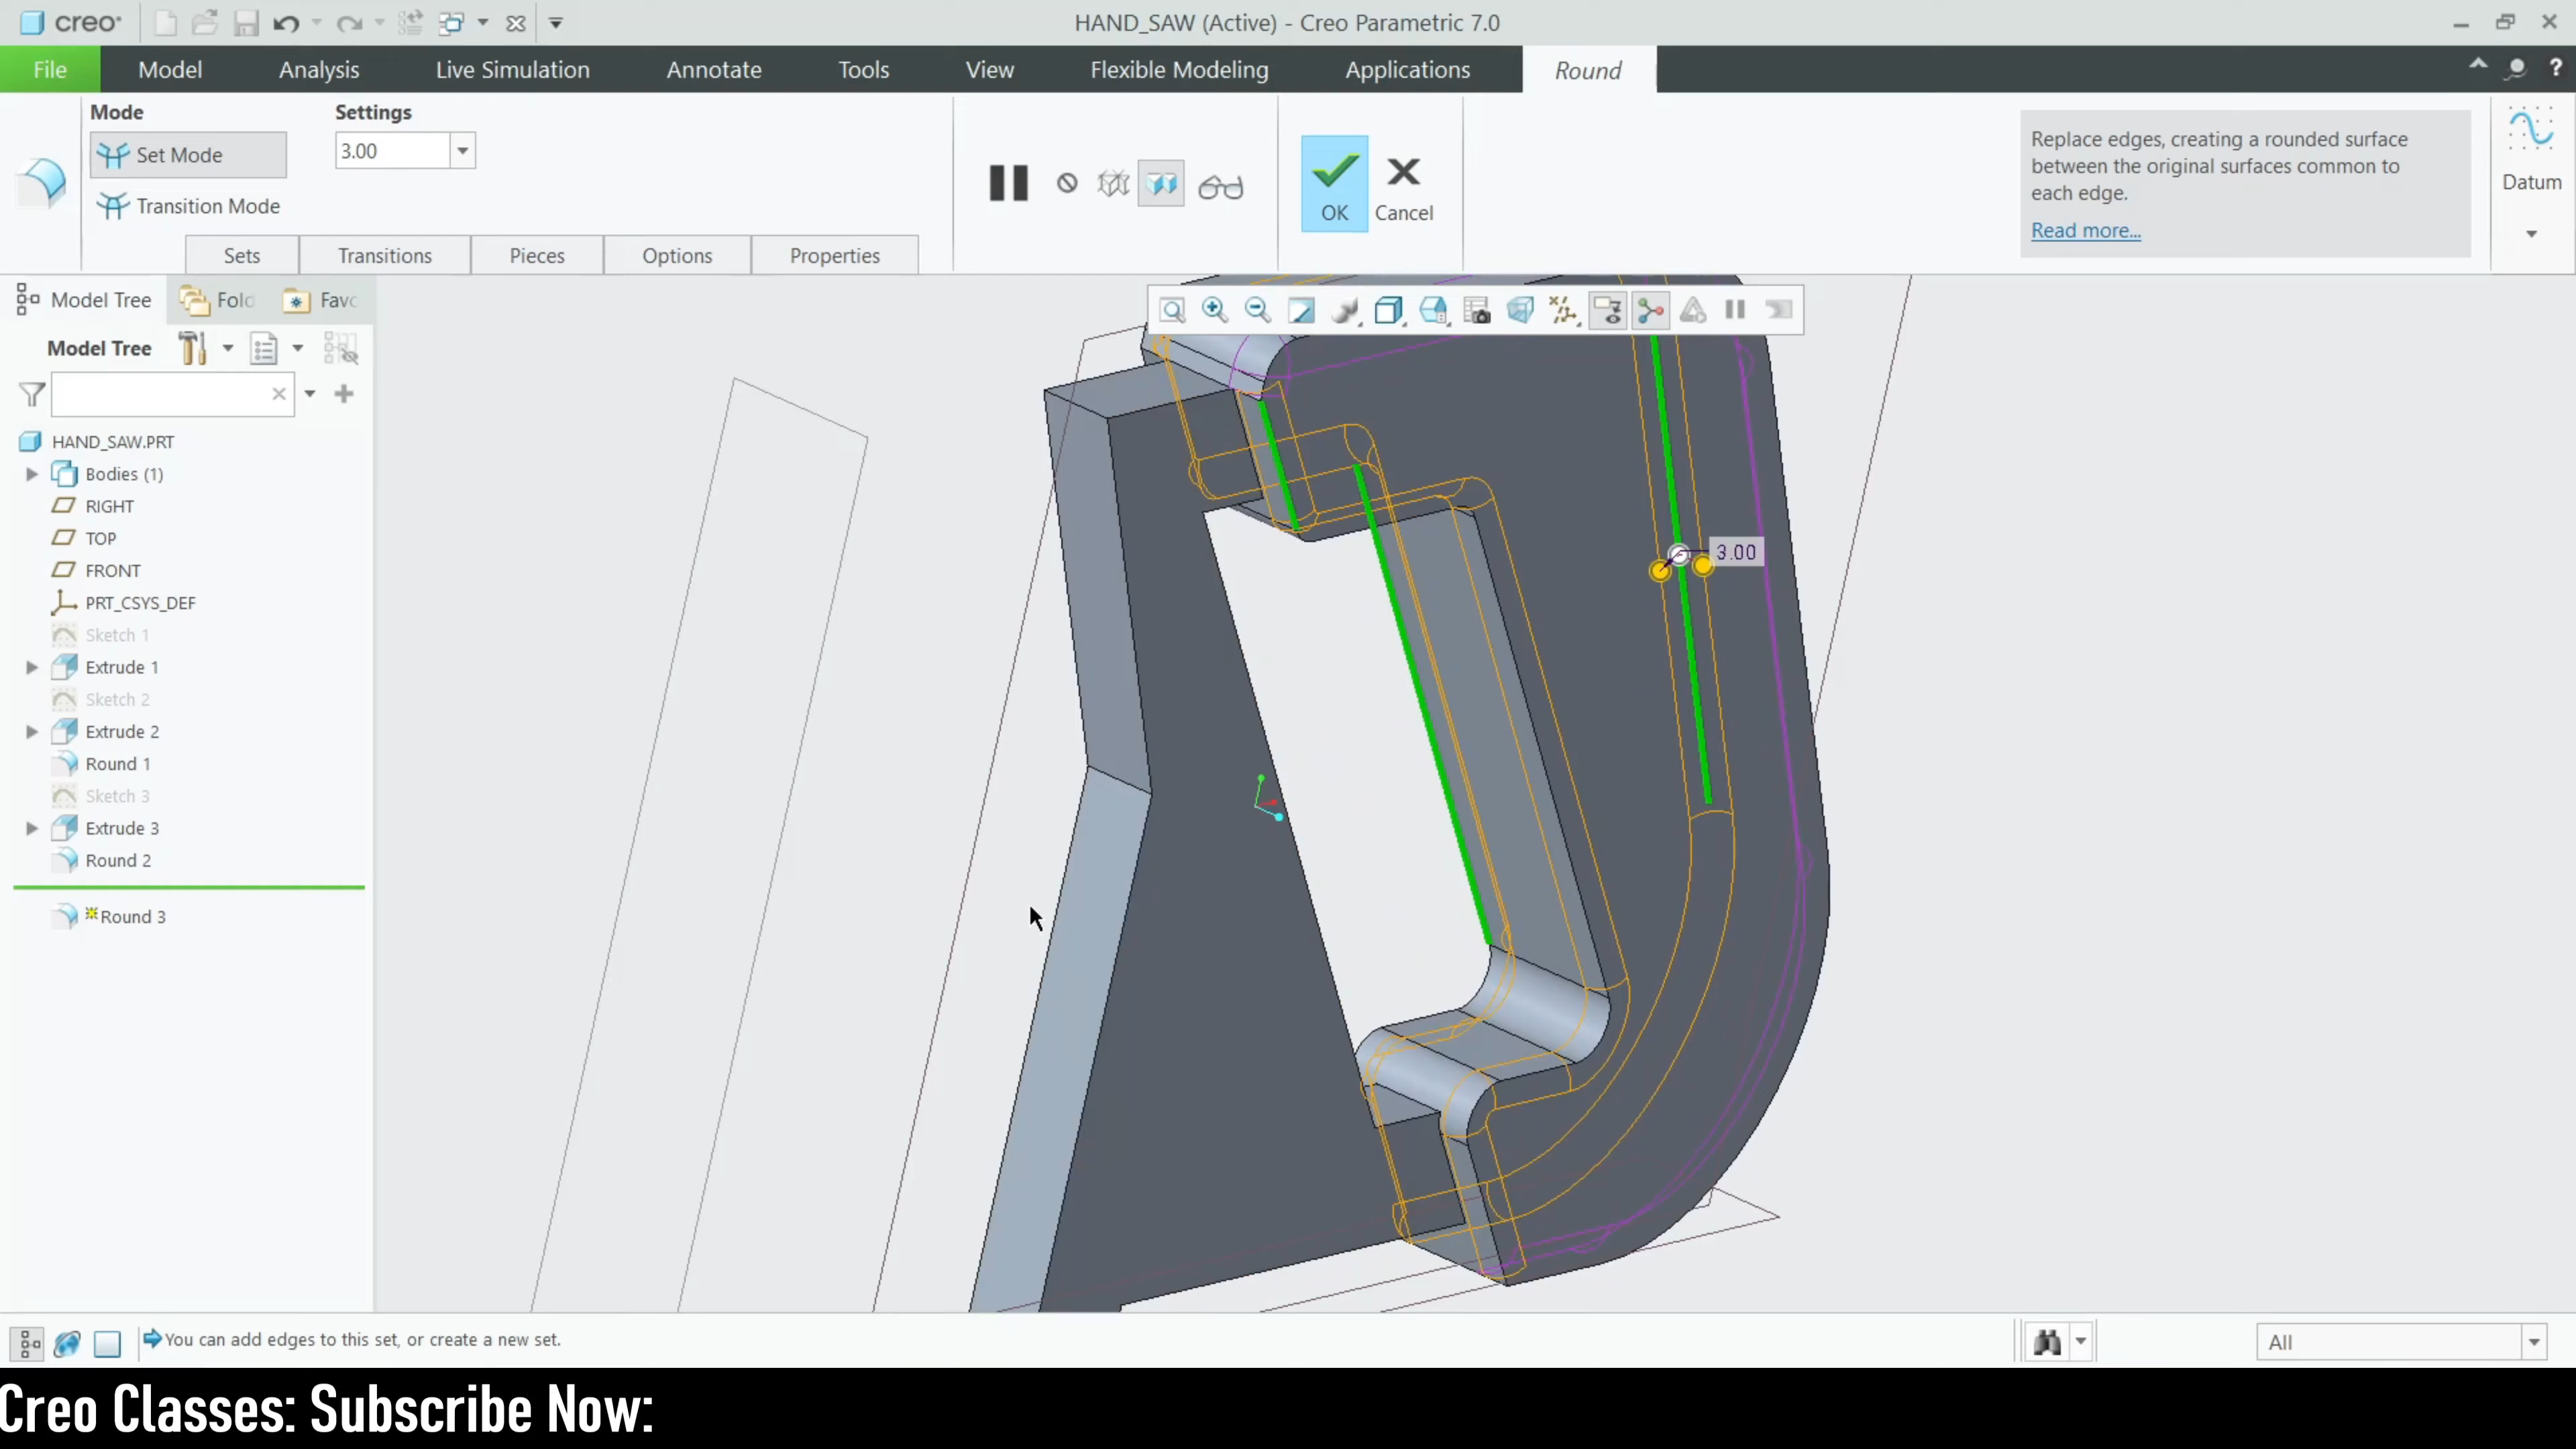 creo
HAND_SAW (Active) - Creo Parametric 7.0
File
Model
Analysis
Live Simulation
Annotate
Tools
View
Flexible Modeling
Applications
Round
Mode
Set Mode
Transition Mode
Settings
3.00
Sets
Transitions
Pieces
Options
Properties
OK
Cancel
Replace edges, creating a rounded surface
between the original surfaces common to
each edge.
Read more...
Datum
Model Tree
Fold
Favo
Model Tree
HAND_SAW.PRT
Bodies (1)
RIGHT
TOP
FRONT
PRT_CSYS_DEF
Sketch 1
Extrude 1
Sketch 2
Extrude 2
Round 1
Sketch 3
Extrude 3
Round 2
Round 3
3.00
You can add edges to this set, or create a new set.
All
Creo Classes: Subscribe Now: